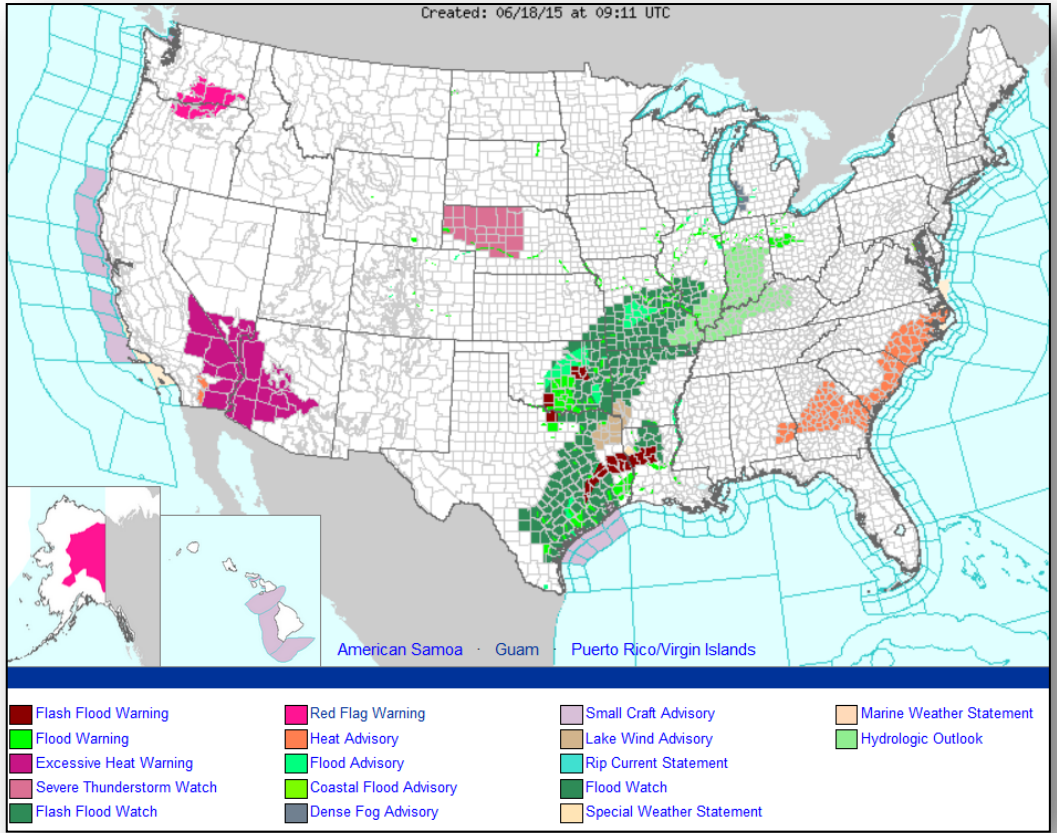 Created: 06/18/15 at 09:11 UTC
American Samoa · Guam · Puerto Rico/Virgin Islands
Flash Flood Warning
Flood Warning
Excessive Heat Warning
Severe Thunderstorm Watch
Flash Flood Watch
Red Flag Warning
Heat Advisory
Flood Advisory
Coastal Flood Advisory
Dense Fog Advisory
Small Craft Advisory
Lake Wind Advisory
Rip Current Statement
Flood Watch
Special Weather Statement
Marine Weather Statement
Hydrologic Outlook